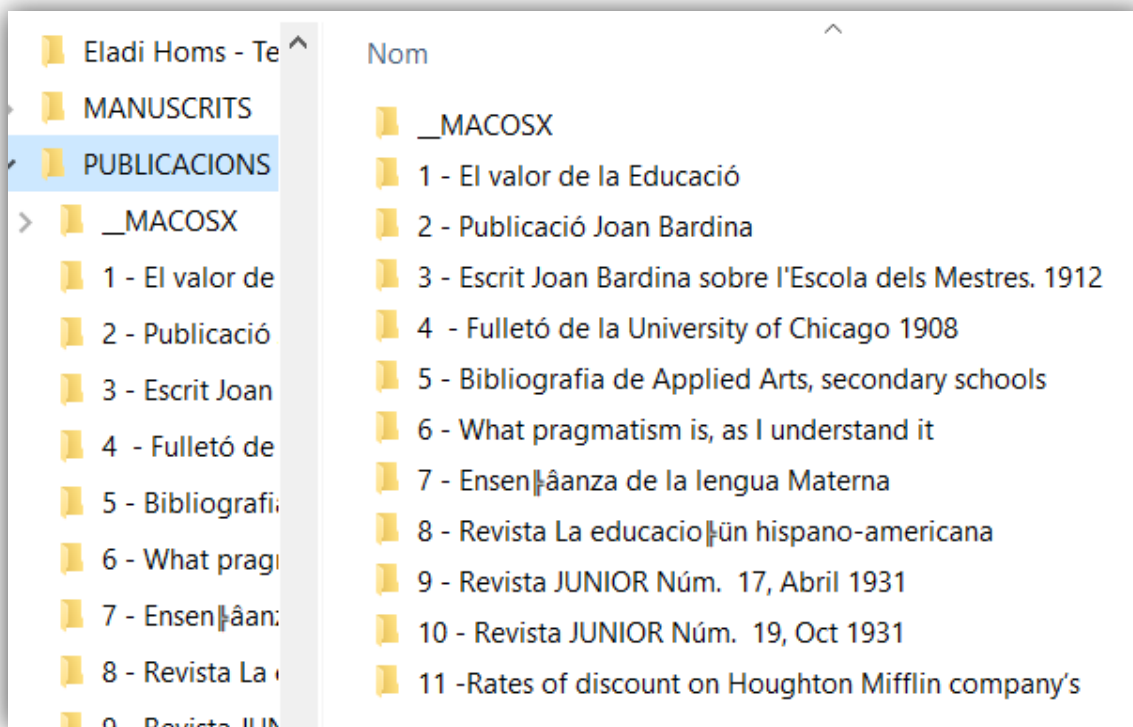 Eladi Homs - Te
MANUSCRITS
PUBLICACIONS
__MACOSX
1 - El valor de
2 - Publicació
3 - Escrit Joan
4  - Fulletó de
5 - Bibliografia
6 - What prag
7 - Ensen╠âan
8 - Revista La
9 - Revista JUN
Nom
__MACOSX
1 - El valor de la Educació
2 - Publicació Joan Bardina
3 - Escrit Joan Bardina sobre l'Escola dels Mestres. 1912
4  - Fulletó de la University of Chicago 1908
5 - Bibliografia de Applied Arts, secondary schools
6 - What pragmatism is, as I understand it
7 - Ensen╠âanza de la lengua Materna
8 - Revista La educacio╠ün hispano-americana
9 - Revista JUNIOR Núm.  17, Abril 1931
10 - Revista JUNIOR Núm.  19, Oct 1931
11 -Rates of discount on Houghton Mifflin company's